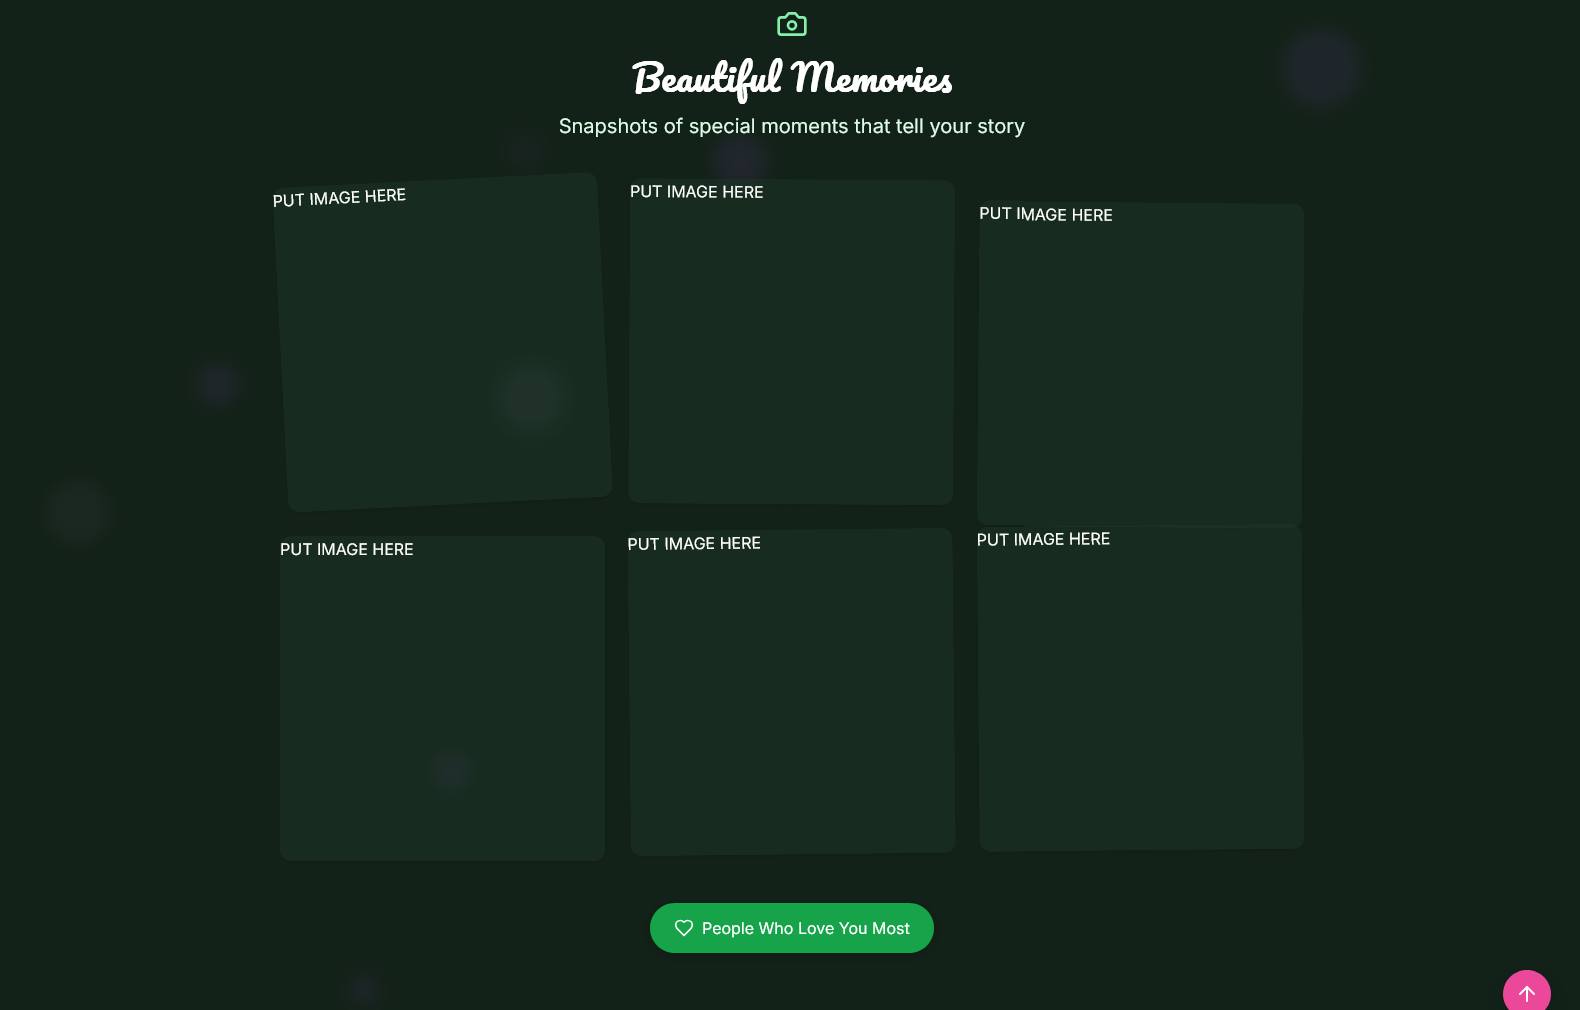 Beautiful Memories
Snapshots of special moments that tell your story
PUT IMAGE HERE
PUT IMAGE HERE
PUT IMAGE HERE
PUT IMAGE HERE
PUT IMAGE HERE
PUT IMAGE HERE
People Who Love You Most